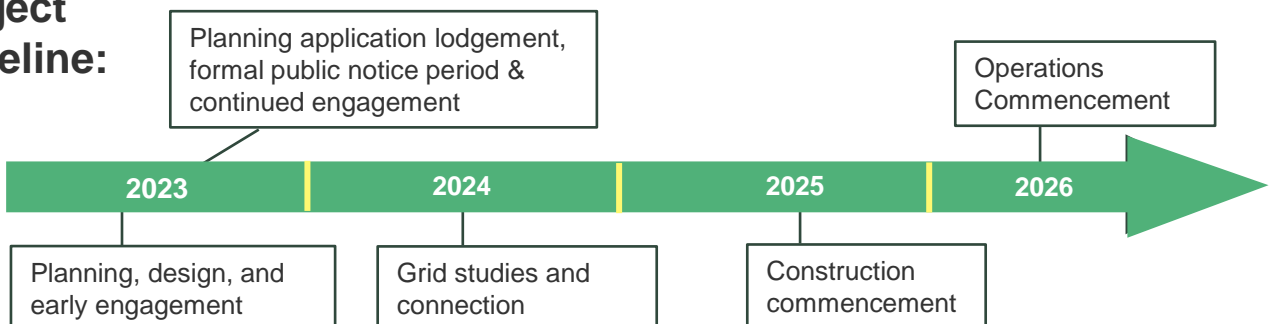 ject
eline:
Planning application lodgement,
formal public notice period &
continued engagement
Operations
Commencement
2023
2024
2025
2026
Planning, design, and
early engagement
Grid studies and
connection
Construction
commencement